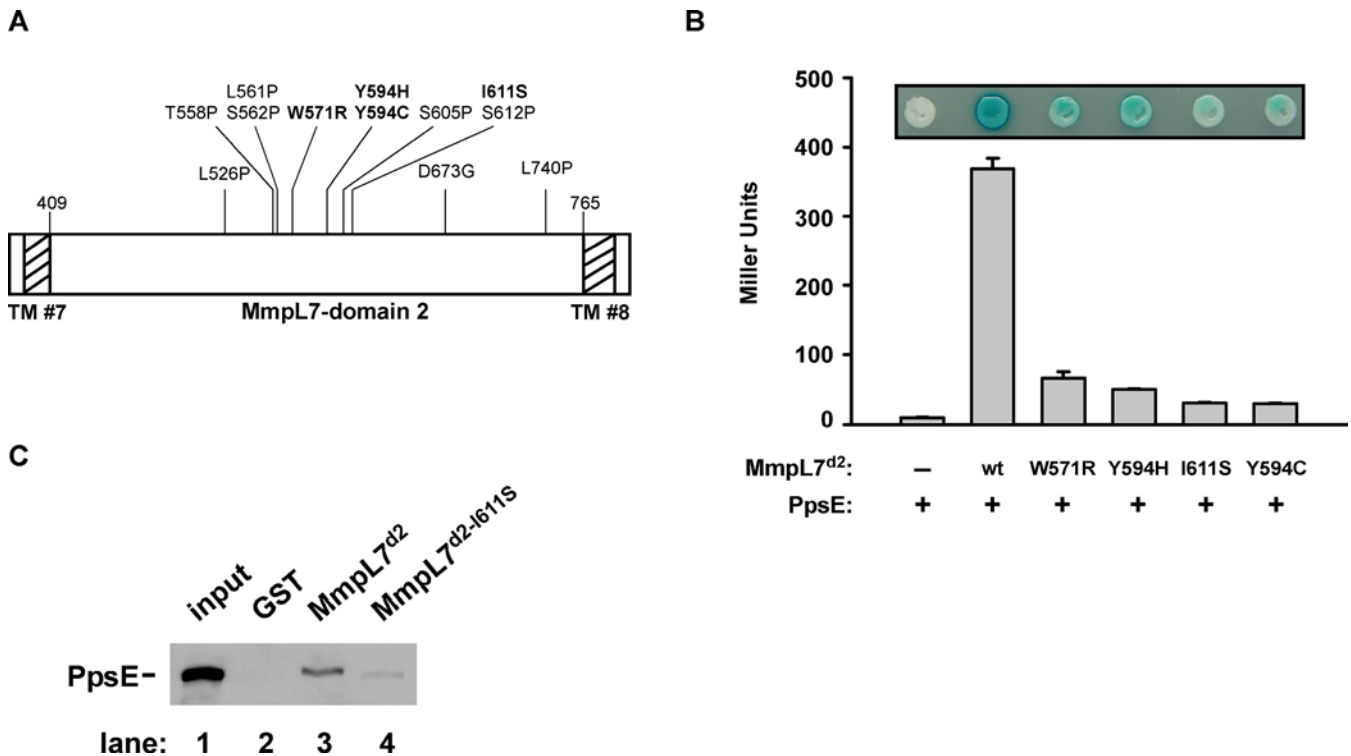 A
L561P Y594H I611S
T558P S562P W571R Y594C S605P S612P
L526P D673G L740P
409 765
TM #7 MmpL7-domain 2 TM #8
B
500
400
300
200
100
0
Miller Units
MmpL7d2: – wt W571R Y594H I611S Y594C
PpsE: + + + + + +
C
input GST MmpL7d2 MmpL7d2-I611S
PpsE-
lane: 1 2 3 4